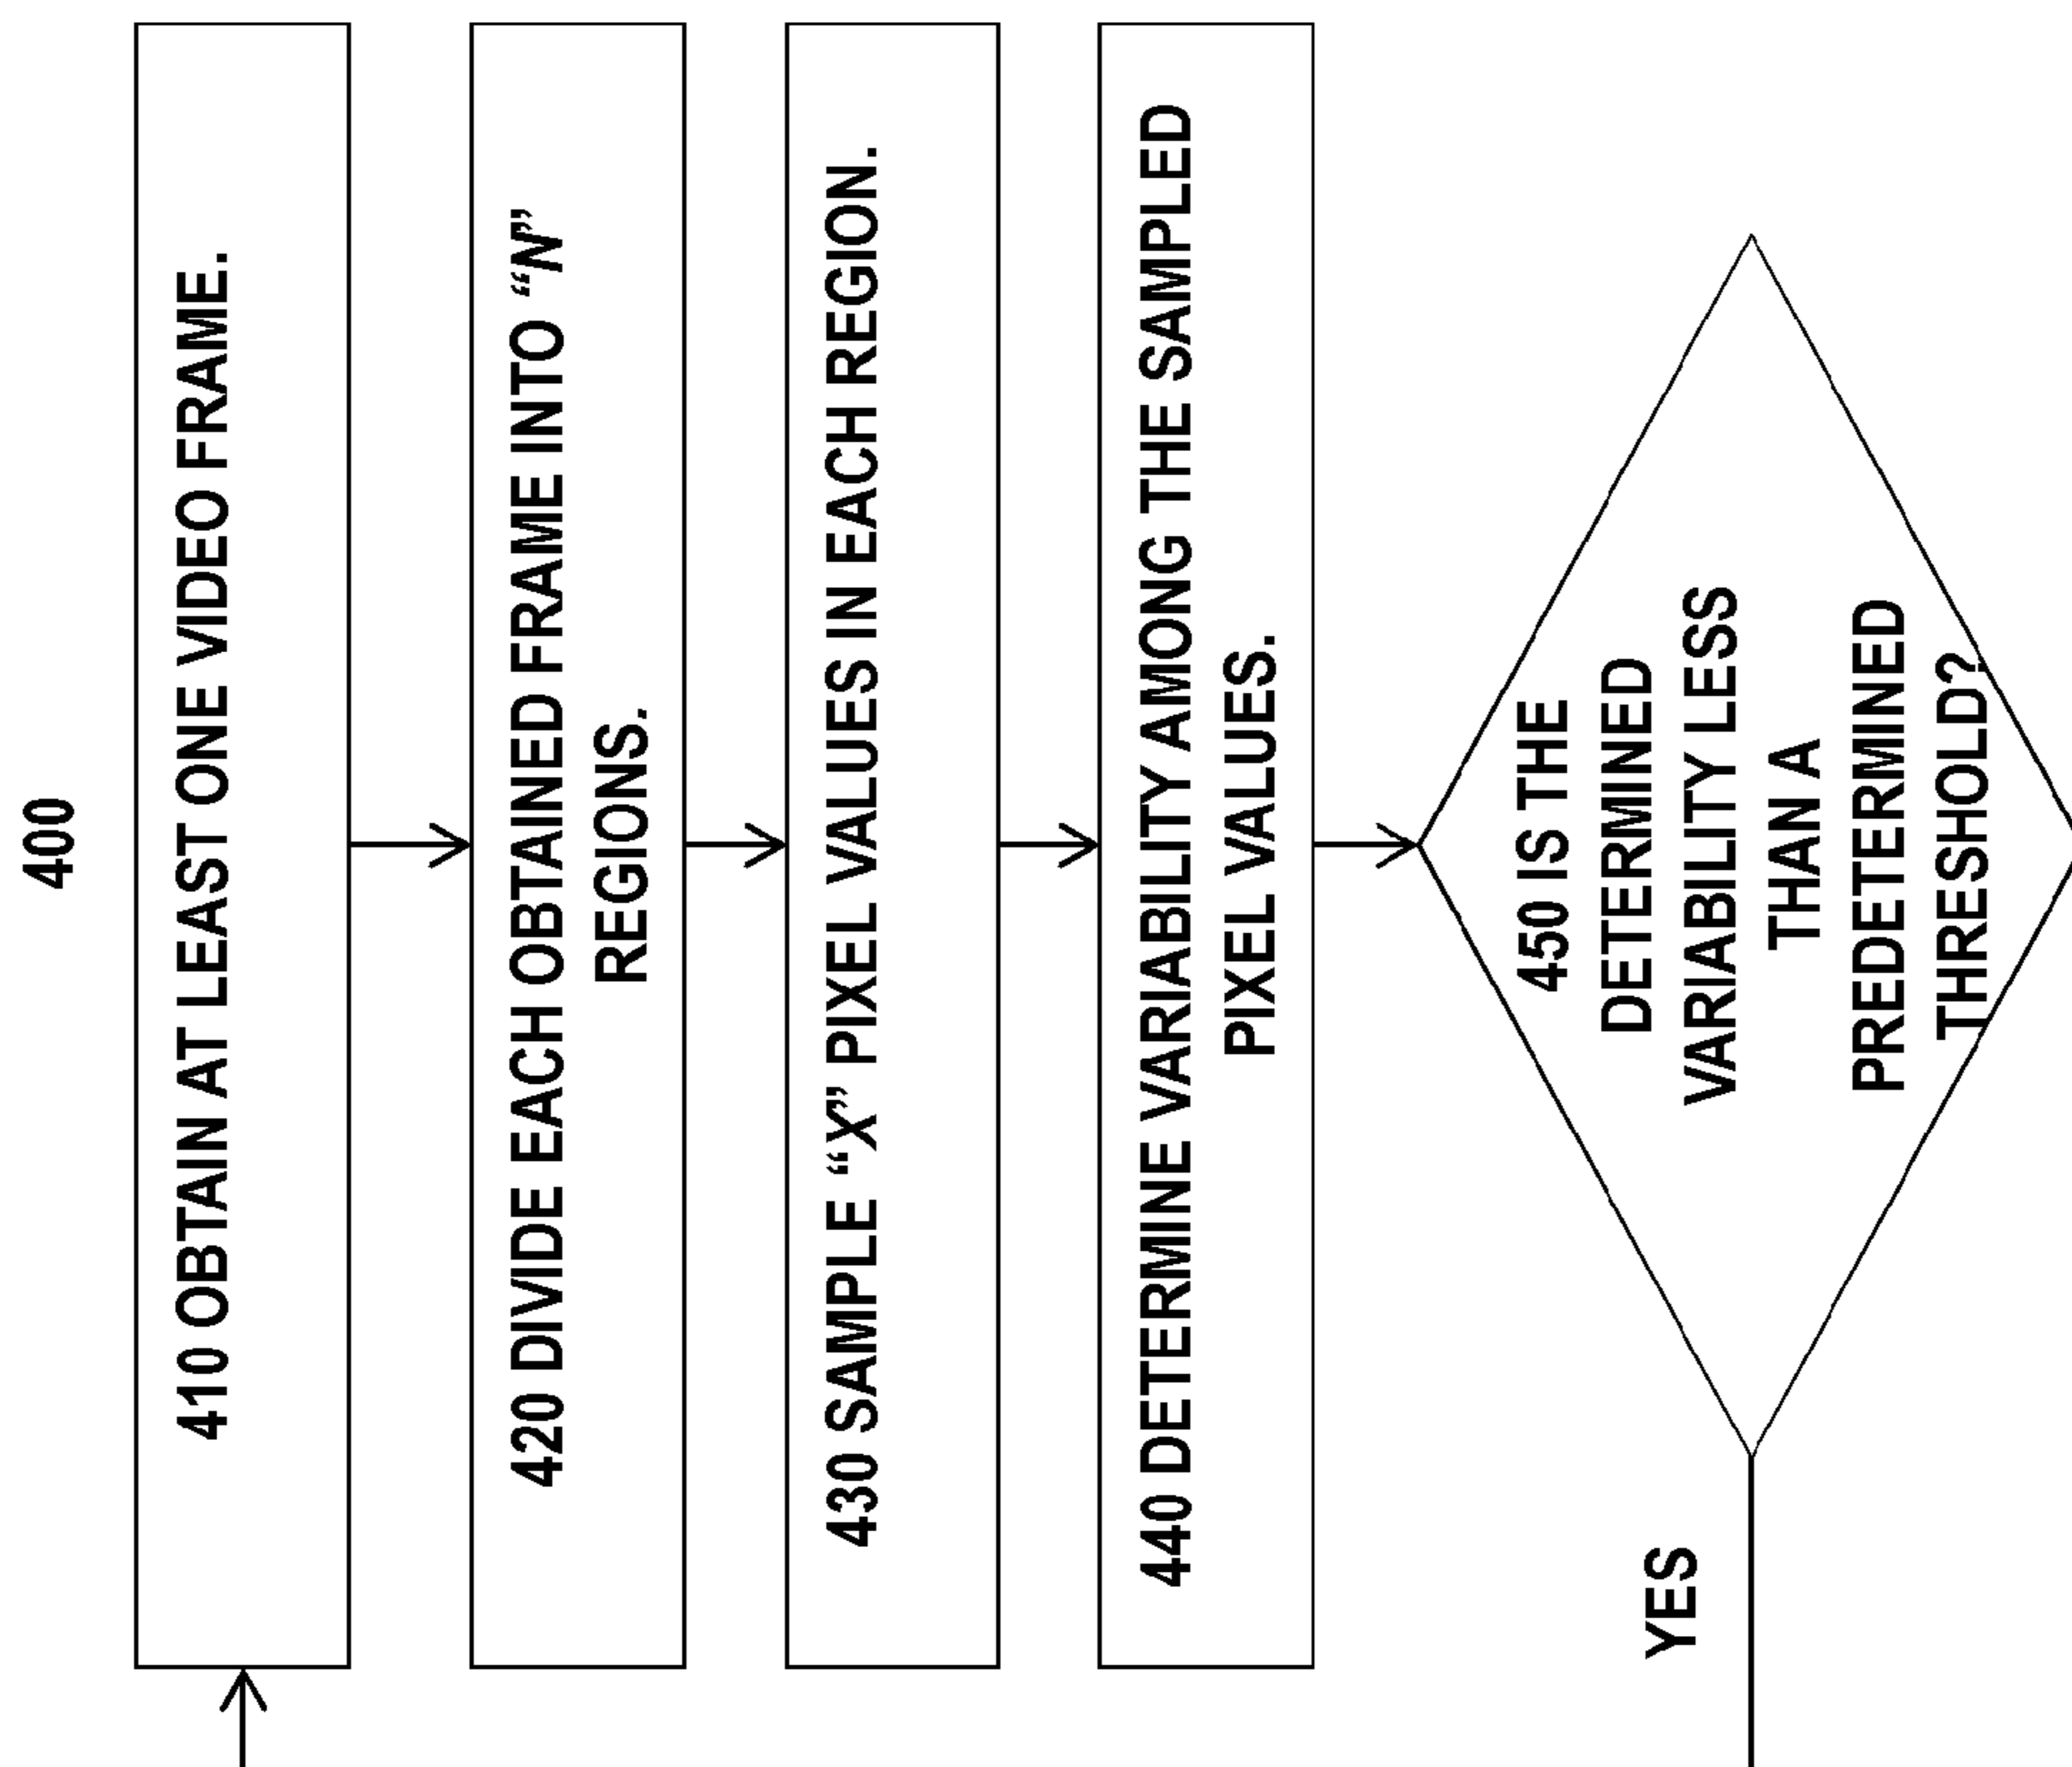 400
410 OBTAIN AT LEAST ONE VIDEO FRAME.
420 DIVIDE EACH OBTAINED FRAME INTO “N”
REGIONS.
430 SAMPLE “X” PIXEL VALUES IN EACH REGION.
440 DETERMINE VARIABILITY AMONG THE SAMPLED
PIXEL VALUES.
450 IS THE
DETERMINED
VARIABILITY LESS
THAN A
PREDETERMINED
THRESHOLD?
YES